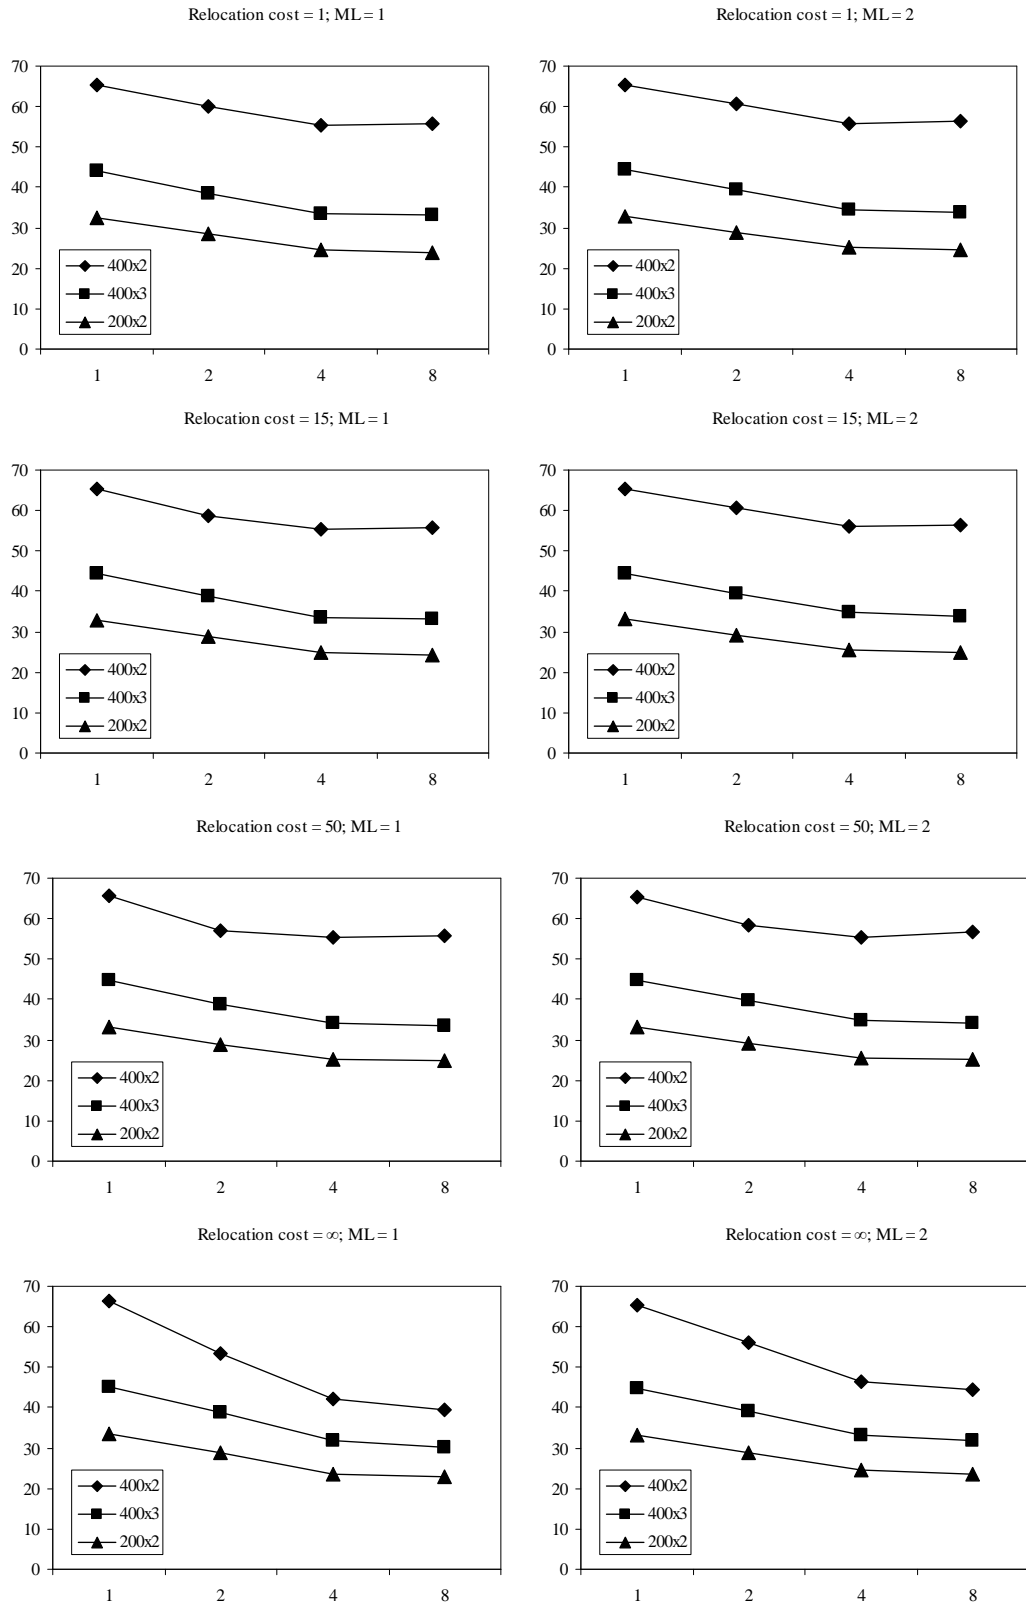 Relocation cost = 1; ML = 1
70
60
50
40
30
20
10
0
400x2
400x3
200x2
1 2 4 8
Relocation cost = 1; ML = 2
70
60
50
40
30
20
10
0
400x2
400x3
200x2
1 2 4 8
Relocation cost = 15; ML = 1
70
60
50
40
30
20
10
0
400x2
400x3
200x2
1 2 4 8
Relocation cost = 15; ML = 2
70
60
50
40
30
20
10
0
400x2
400x3
200x2
1 2 4 8
Relocation cost = 50; ML = 1
70
60
50
40
30
20
10
0
400x2
400x3
200x2
1 2 4 8
Relocation cost = 50; ML = 2
70
60
50
40
30
20
10
0
400x2
400x3
200x2
1 2 4 8
Relocation cost = ∞; ML = 1
70
60
50
40
30
20
10
0
400x2
400x3
200x2
1 2 4 8
Relocation cost = ∞; ML = 2
70
60
50
40
30
20
10
0
400x2
400x3
200x2
1 2 4 8